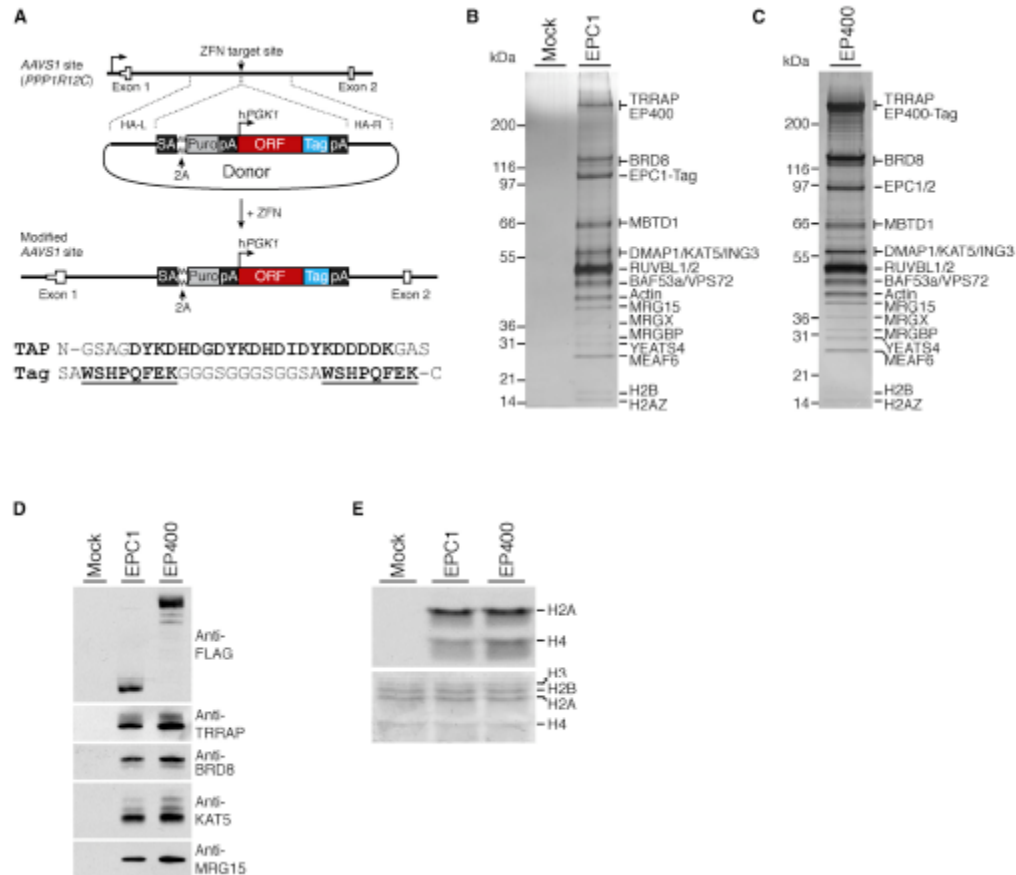 A
ZFN target site
AAVS1 site
(PPP1R12C)
Exon 1
Exon 2
HA-L
hPGK1
HA-R
SA Puro pA ORF Tag pA
2A
Donor
+ ZFN
Modified
AAVS1 site
hPGK1
SA Puro pA ORF Tag pA
Exon 1
2A
Exon 2
TAP N-GSAGDYKDHDGDYKDHDIDYKDDDDKGAS
Tag SAWSHPQFEKGGGSGGGSGGSAWSHPQFEK-C
B
Mock
EPC1
kDa
200
116
97
66
55
36
31
21
14
TRRAP
EP400
BRD8
EPC1-Tag
MBTD1
DMAP1/KAT5/ING3
RUVBL1/2
BAF53a/VPS72
Actin
MRG15
MRGX
MRGBP
YEATS4
MEAF6
H2B
H2AZ
C
EP400
kDa
200
116
97
66
55
36
31
21
14
TRRAP
EP400-Tag
BRD8
EPC1/2
MBTD1
DMAP1/KAT5/ING3
RUVBL1/2
BAF53a/VPS72
Actin
MRG15
MRGX
MRGBP
YEATS4
MEAF6
H2B
H2AZ
D
Mock
EPC1
EP400
Anti-
FLAG
Anti-
TRRAP
Anti-
BRD8
Anti-
KAT5
Anti-
MRG15
E
Mock
EPC1
EP400
H2A
H4
H3
H2B
H2A
H4